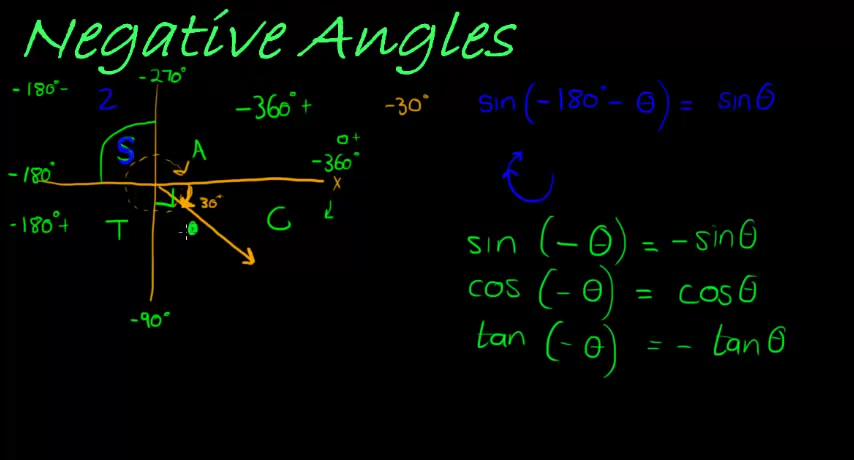 Negative Angles
-270°
-180°- 2 -360°+ -30° sin(-180°-θ) = sinθ
S A 0+
-180° -360°
x
30°
-180°+ T θ C
sin (-θ) = -sinθ
cos (-θ) = cosθ
-90°
tan (-θ) = - tanθ